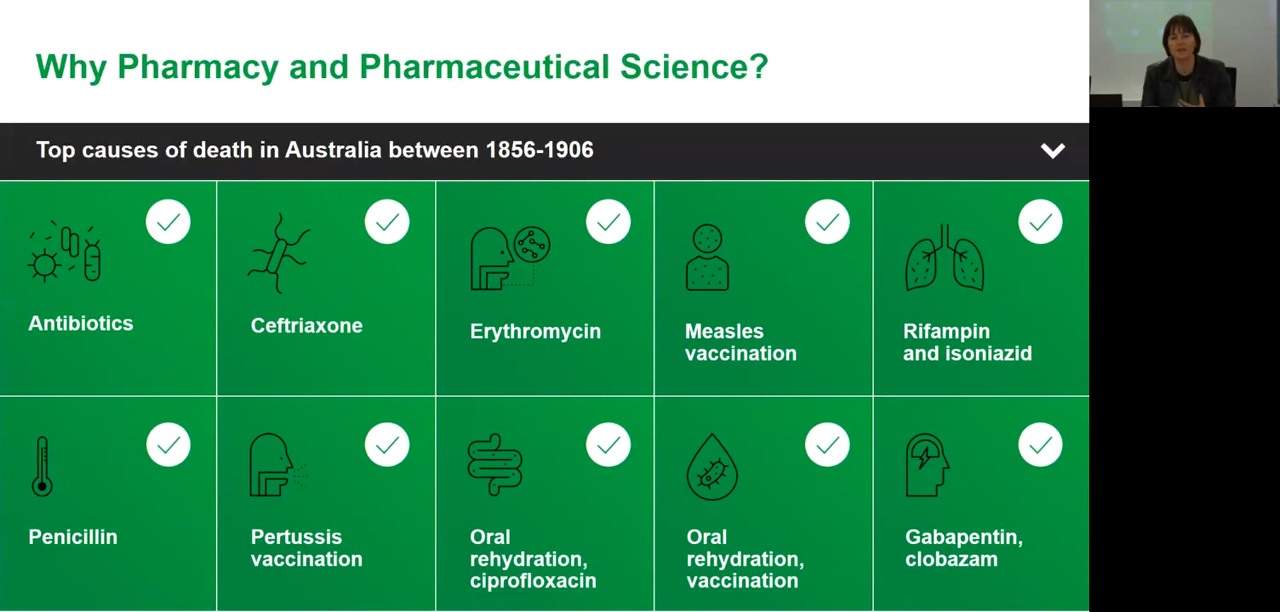 Why Pharmacy and Pharmaceutical Science?
Top causes of death in Australia between 1856-1906
Antibiotics
Ceftriaxone
Erythromycin
Measles
vaccination
Rifampin
and isoniazid
Penicillin
Pertussis
vaccination
Oral
rehydration,
ciprofloxacin
Oral
rehydration,
vaccination
Gabapentin,
clobazam